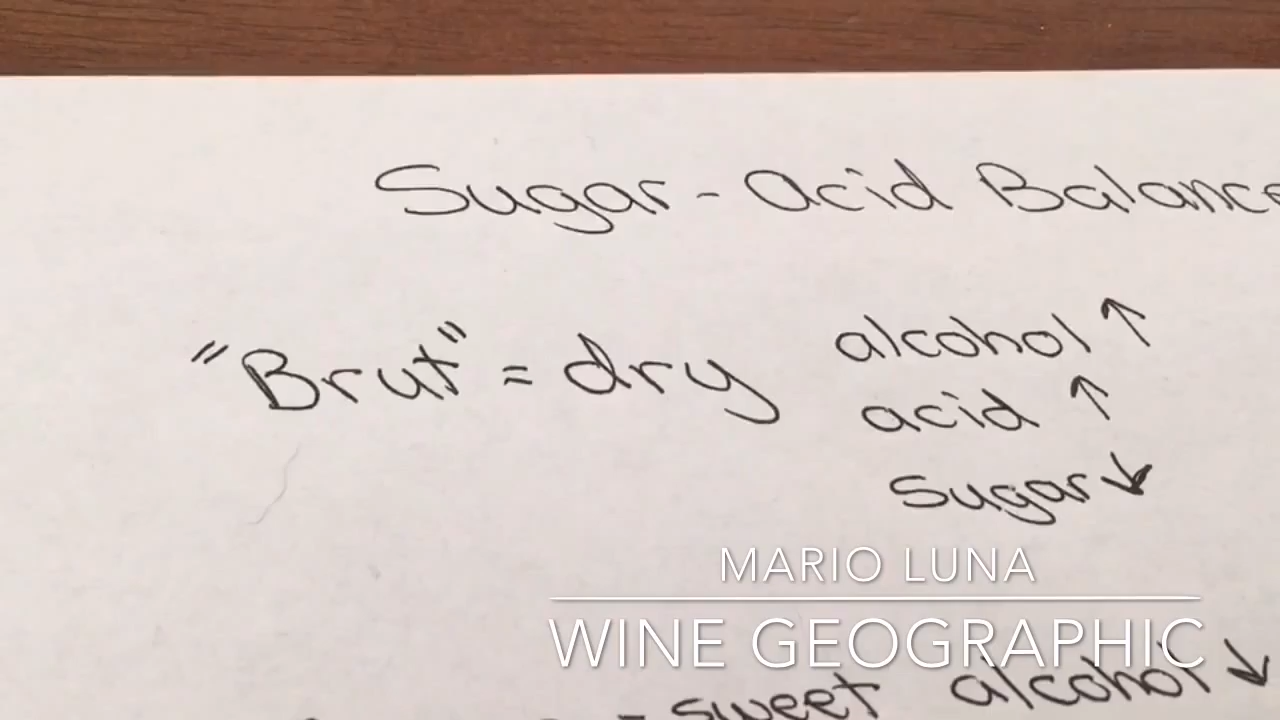 Sugar - Acid Balance
"Brut" = dry alcohol ↑
acid ↑
sugar ↓
MARIO LUNA
WINE GEOGRAPHIC
= sweet alcohol ↓